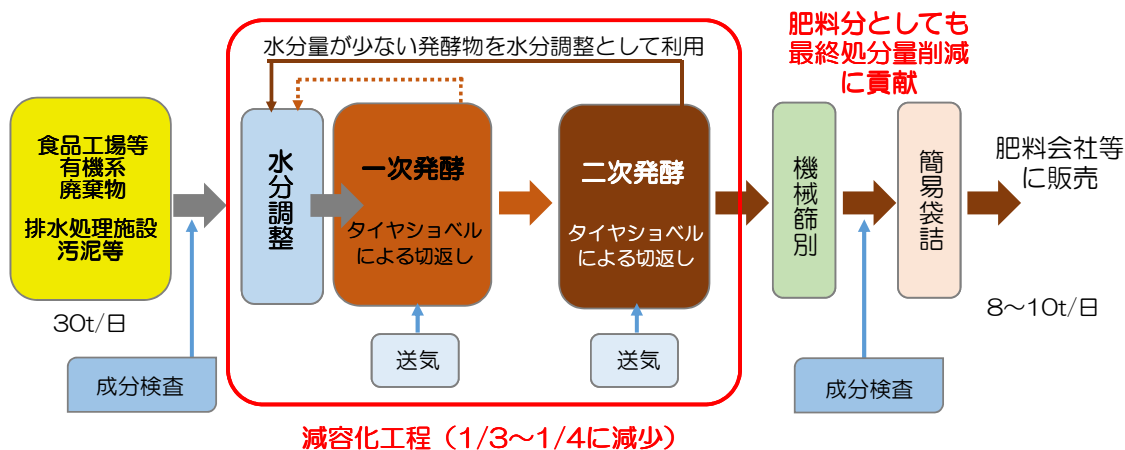 肥料分としても
最終処分量削減
に貢献
水分量が少ない発酵物を水分調整として利用
食品工場等
有機系
廃棄物
排水処理施設
汚泥等
30t/日
成分検査
水分調整
一次発酵
タイヤショベル
による切返し
送気
二次発酵
タイヤショベル
による切返し
送気
機械篩別
成分検査
簡易袋詰
肥料会社等
に販売
8～10t/日
減容化工程（1/3～1/4に減少）